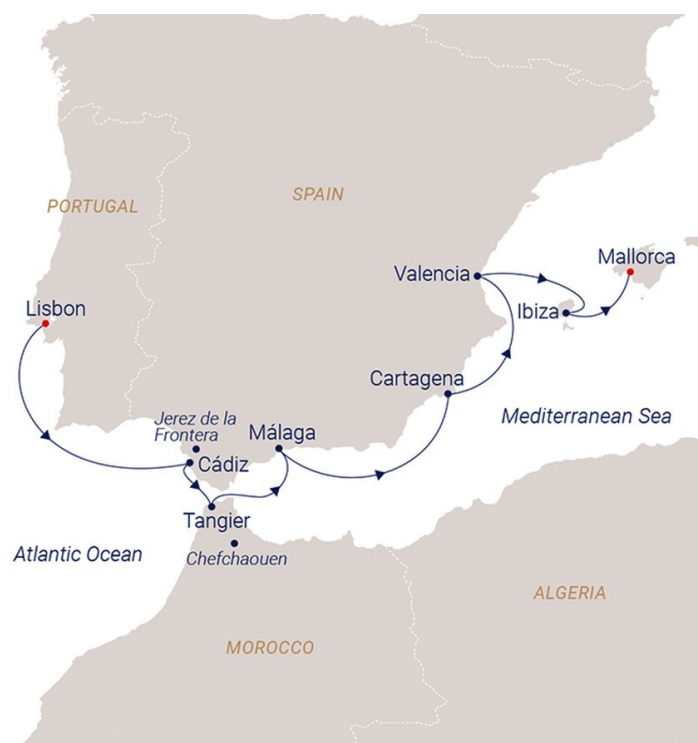 PORTUGAL
SPAIN
Lisbon
Valencia
Mallorca
Ibiza
Cartagena
Jerez de la
Frontera
Málaga
Mediterranean Sea
Cádiz
Tangier
Atlantic Ocean
Chefchaouen
ALGERIA
MOROCCO